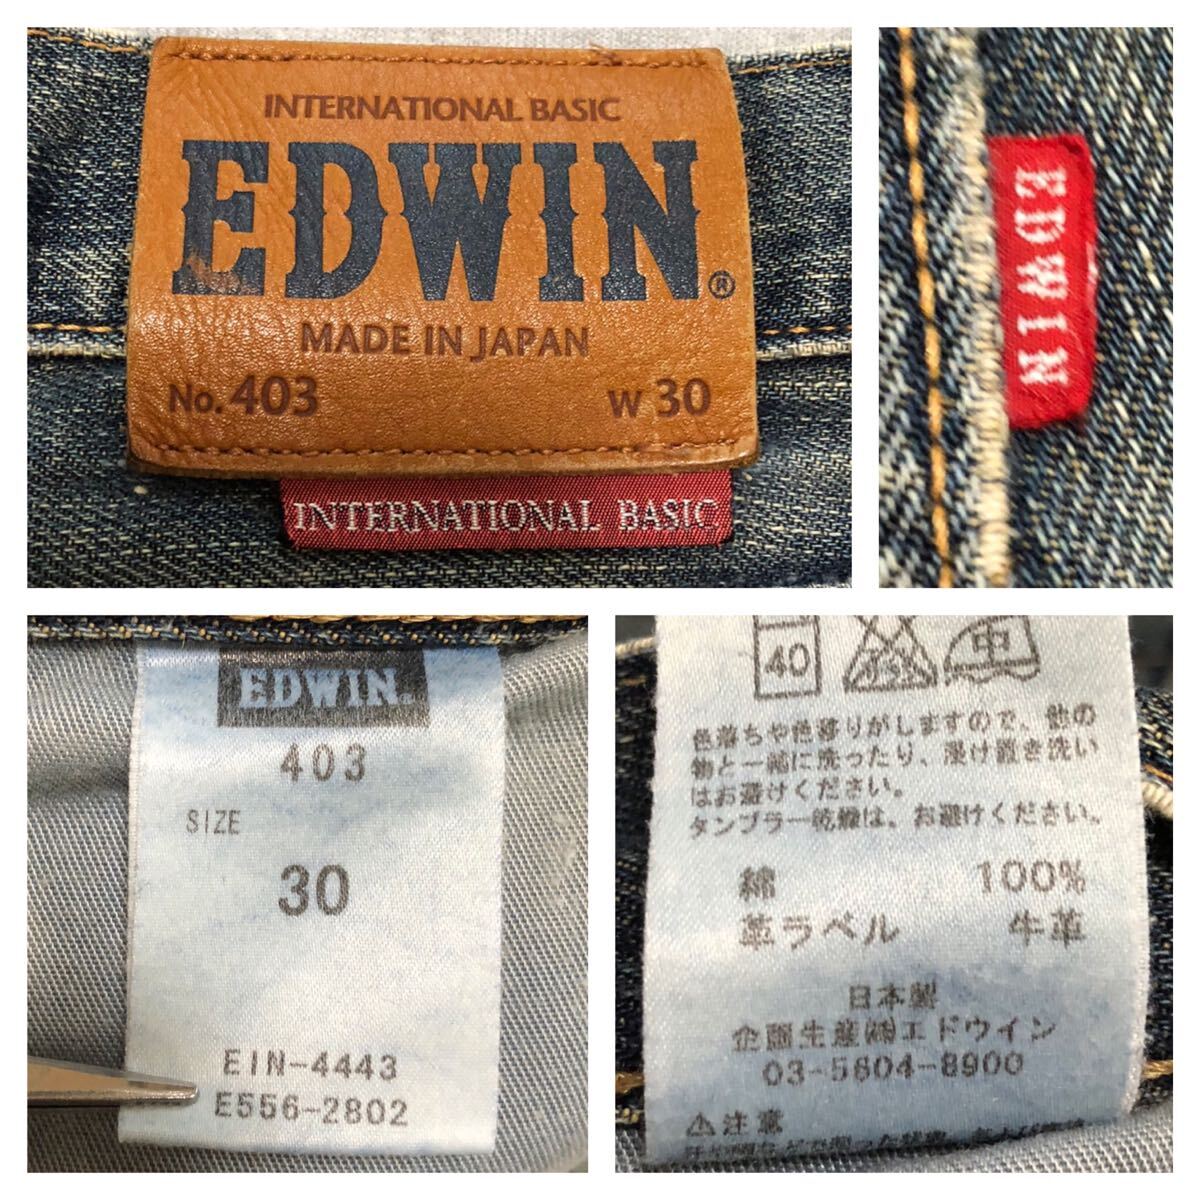 INTERNATIONAL BASIC
EDWIN®
MADE IN JAPAN
No. 403 W 30
INTERNATIONAL BASIC
EDWIN
EDWIN®
403
SIZE
30
EIN-4443
E556-2802
40
中
色落ちや色移りがしますので、他の
物と一緒に洗ったり、浸け置き洗い
はお避けください。
タンブラー乾燥は、お避けください。
綿 100%
革ラベル 牛革
日本製
企画生産㈱エドウイン
03-5604-8900
⚠注意